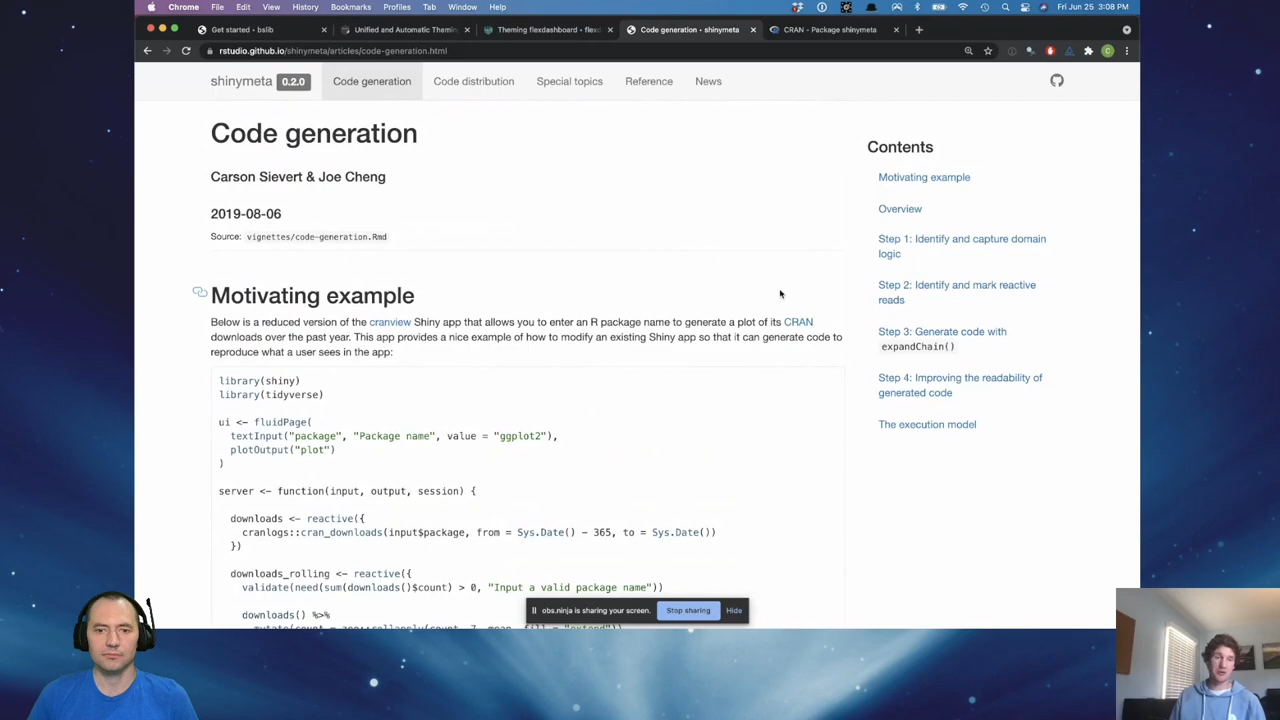 Chrome File Edit View History Bookmarks Profiles Tab Window Help Fri Jun 25 3:08 PM
Get started • bslib
Unified and Automatic Themin
Theming flexdashboard • flexd
Code generation • shinymeta
CRAN - Package shinymeta
rstudio.github.io/shinymeta/articles/code-generation.html
shinymeta 0.2.0 Code generation Code distribution Special topics Reference News
Code generation
Carson Sievert & Joe Cheng
2019-08-06
Source: vignettes/code-generation.Rmd
Motivating example
Below is a reduced version of the cranview Shiny app that allows you to enter an R package name to generate a plot of its CRAN
downloads over the past year. This app provides a nice example of how to modify an existing Shiny app so that it can generate code to
reproduce what a user sees in the app:
library(shiny)
library(tidyverse)
ui <- fluidPage(
textInput("package", "Package name", value = "ggplot2"),
plotOutput("plot")
)
server <- function(input, output, session) {
downloads <- reactive({
cranlogs::cran_downloads(input$package, from = Sys.Date() - 365, to = Sys.Date())
})
downloads_rolling <- reactive({
validate(need(sum(downloads()$count) > 0, "Input a valid package name"))
downloads() %>%
Contents
Motivating example
Overview
Step 1: Identify and capture domain
logic
Step 2: Identify and mark reactive
reads
Step 3: Generate code with
expandChain()
Step 4: Improving the readability of
generated code
The execution model
obs.ninja is sharing your screen. Stop sharing Hide